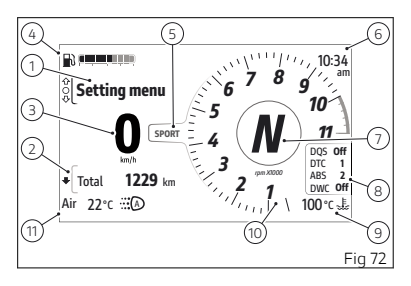 4
5
6
1
Setting menu
10:34
am
3
0
km/h
SPORT
1
2
3
4
5
6
7
8
9
10
11
N
rpm X1000
7
DQS Off
DTC 1
ABS 2
DWC Off
8
2
Total 1229 km
Air 22°C
(A)
100 °C
11
10
9
Fig 72